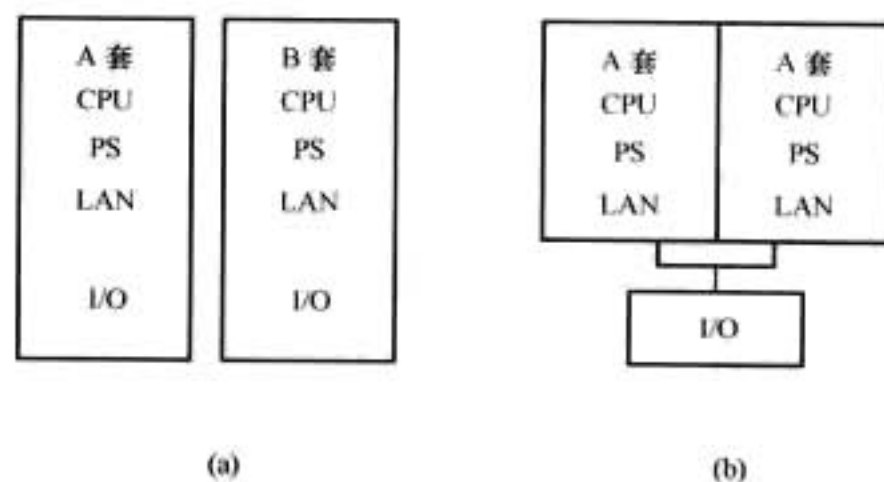 A 套
CPU
PS
LAN
I/O
B 套
CPU
PS
LAN
I/O
(a)
A 套
CPU
PS
LAN
A 套
CPU
PS
LAN
I/O
(b)